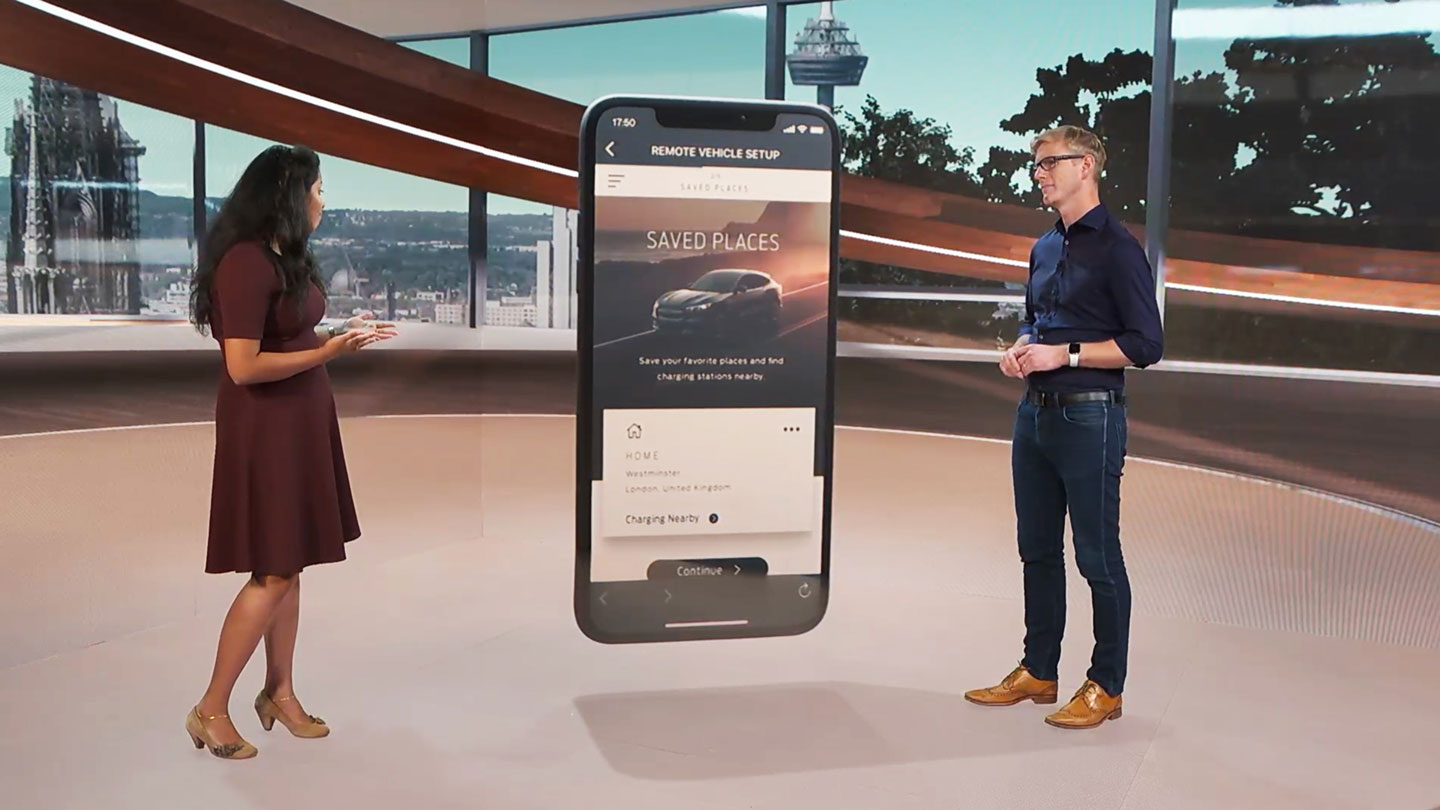 17:50
REMOTE VEHICLE SETUP
SAVED PLACES
SAVED PLACES
Save your favorite places and find
charging stations nearby.
HOME
Westminster
London, United Kingdom
Charging Nearby
Continue